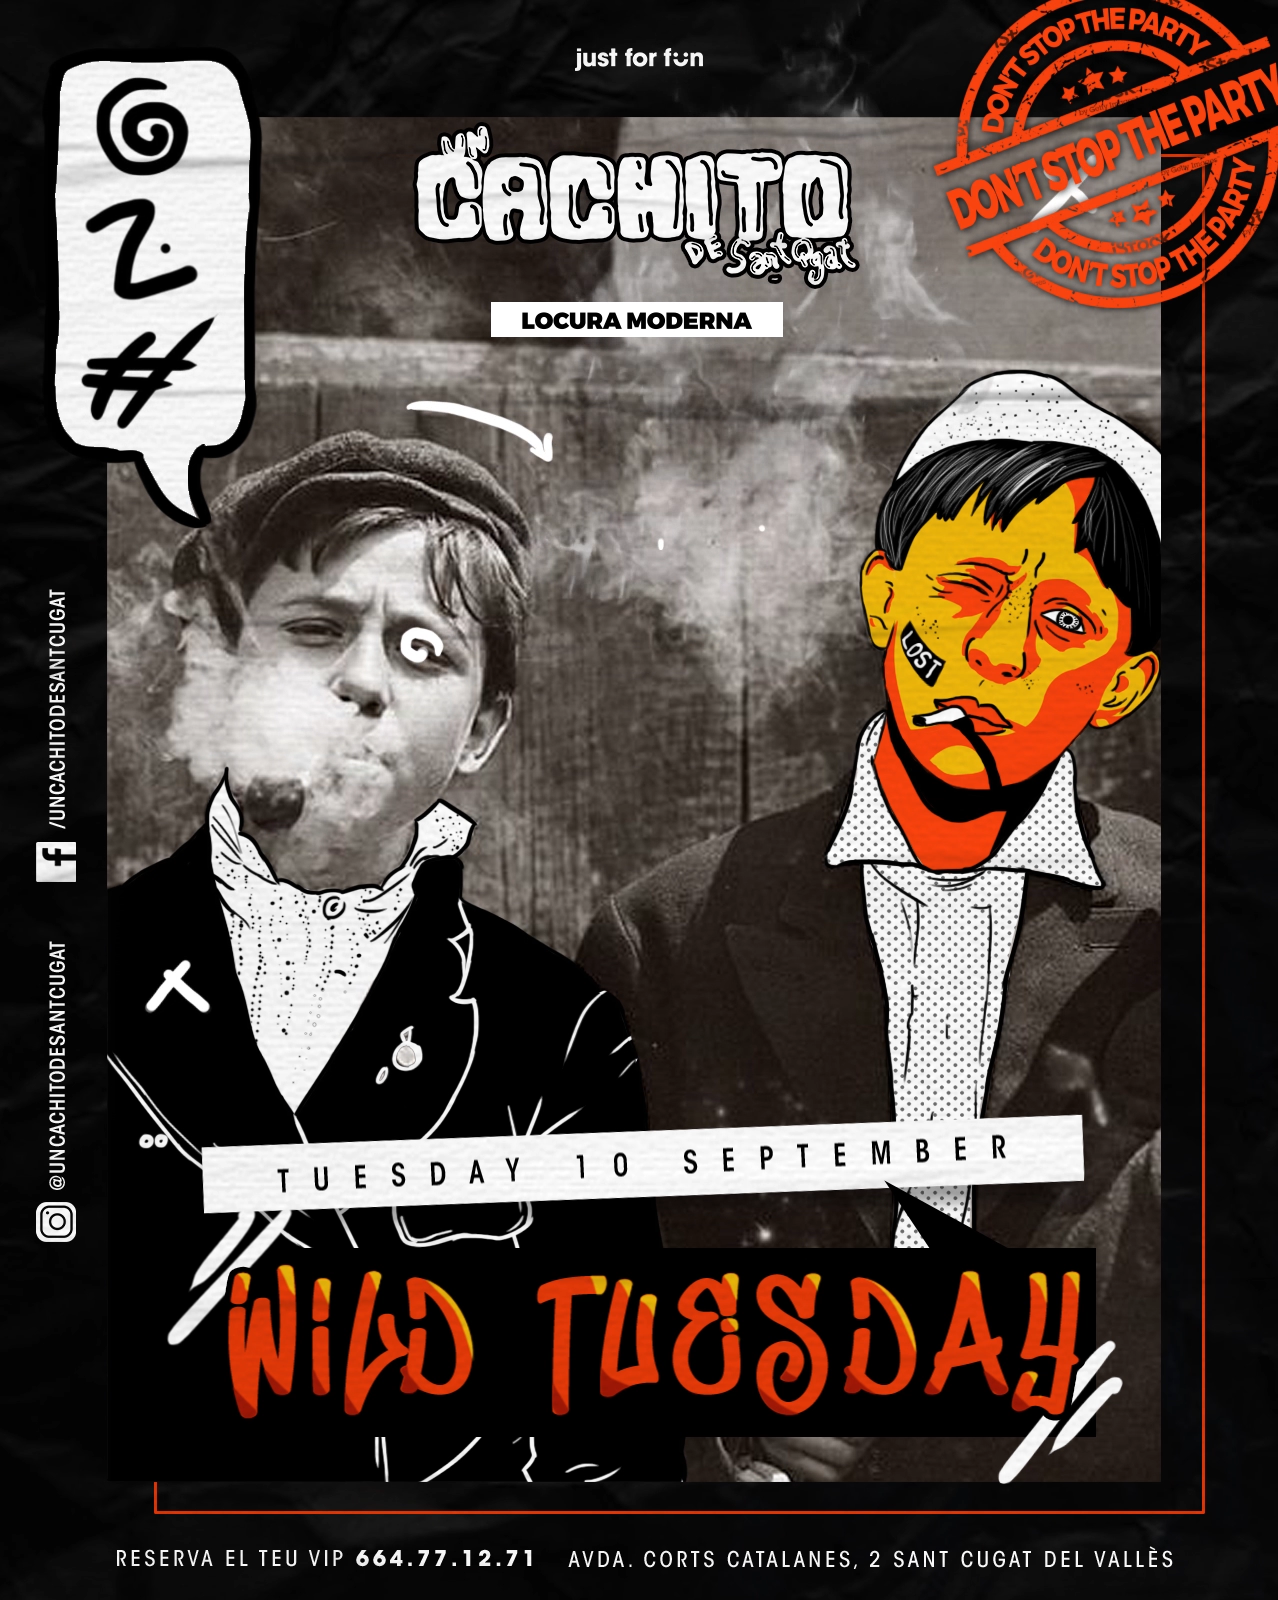 just for fun
DON'T STOP THE PARTY
DON'T STOP THE PARTY
DON'T STOP THE PARTY
UN
CACHITO
DE Sant Cugat
LOCURA MODERNA
#
LOST
/UNCACHITODESANTCUGAT
@UNCACHITODESANTCUGAT
TUESDAY 10 SEPTEMBER
WILD TUESDAY
RESERVA EL TEU VIP 664.77.12.71
AVDA. CORTS CATALANES, 2 SANT CUGAT DEL VALLÈS